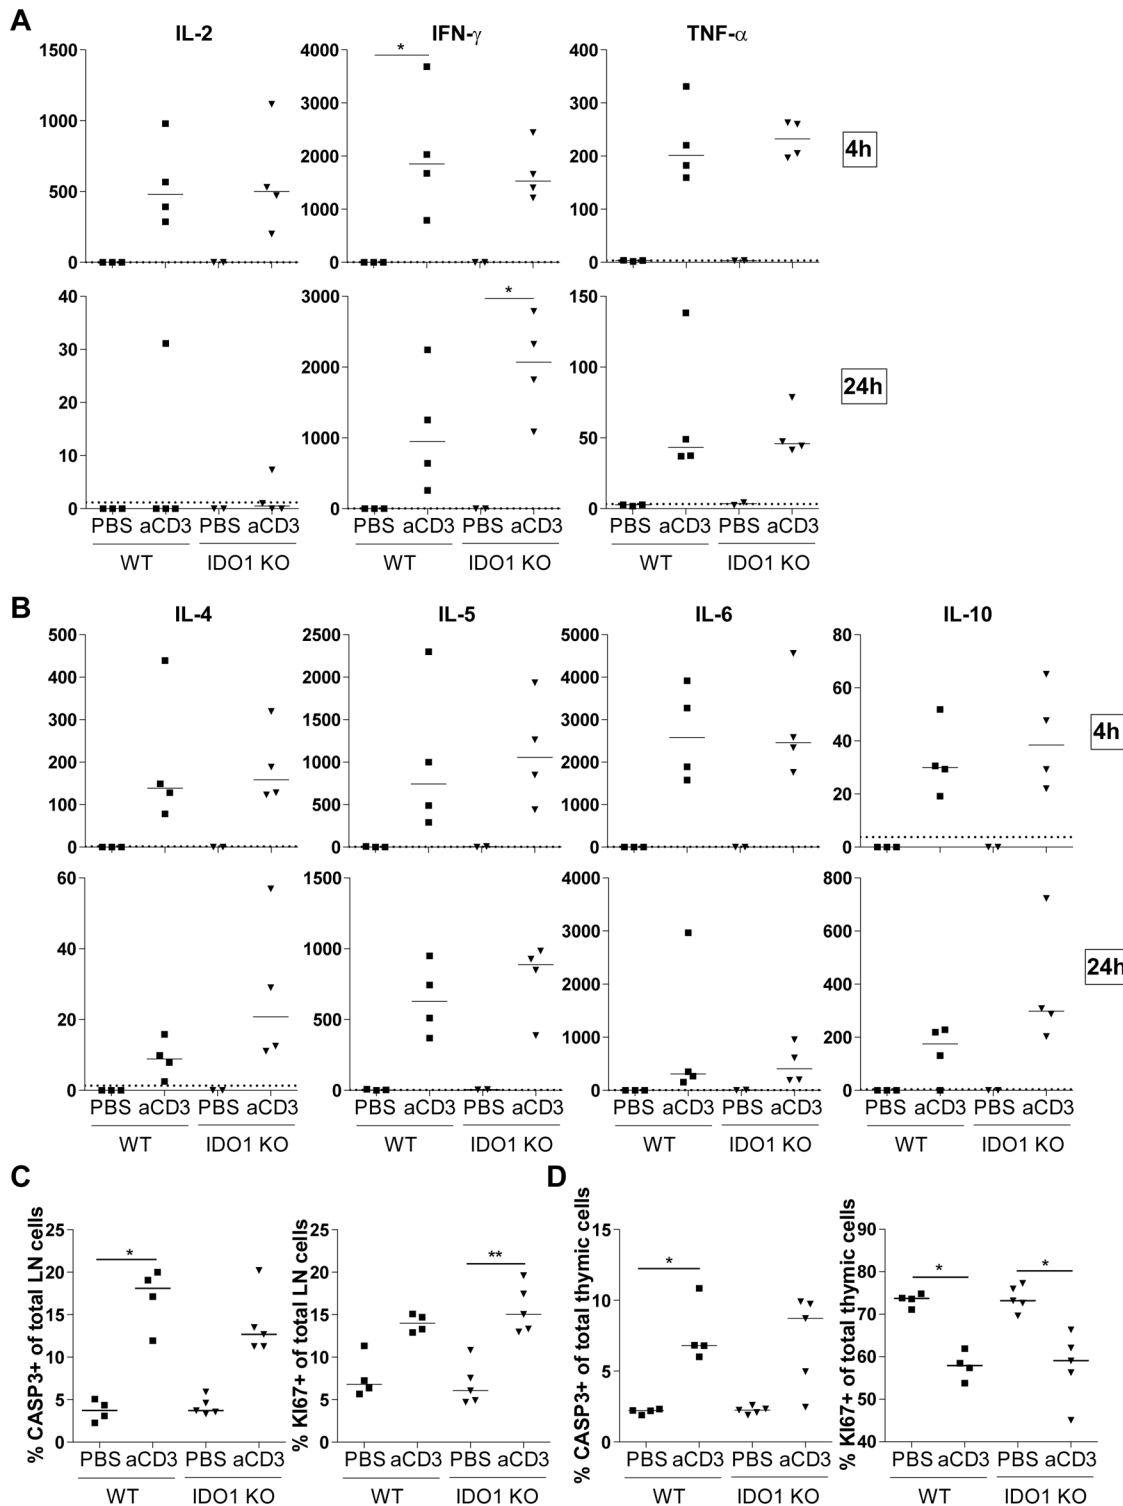 A
IL-2 IFN-γ TNF-α
1500 4000 400
*
3000 300
1000
2000 200 4h
500
1000 100
0 0 0
40 3000 150
*
30
2000 100
20 24h
1000 50
10
0 0 0
PBS aCD3 PBS aCD3 PBS aCD3 PBS aCD3 PBS aCD3 PBS aCD3
WT IDO1 KO WT IDO1 KO WT IDO1 KO
B
IL-4 IL-5 IL-6 IL-10
500 2500 5000 80
400 2000 4000
60
300 1500 3000
40 4h
200 1000 2000
20
100 500 1000
0 0 0 0
60 1500 4000 800
3000 600
40 1000
2000 400 24h
20 500
1000 200
0 0 0 0
PBS aCD3 PBS aCD3 PBS aCD3 PBS aCD3 PBS aCD3 PBS aCD3 PBS aCD3 PBS aCD3
WT IDO1 KO WT IDO1 KO WT IDO1 KO WT IDO1 KO
C D
% CASP3+ of total LN cells
25
20
15
10
5
0
*
PBS aCD3 PBS aCD3
WT IDO1 KO
% KI67+ of total LN cells
25
20
15
10
5
0
**
PBS aCD3 PBS aCD3
WT IDO1 KO
% CASP3+ of total thymic cells
15
10
5
0
*
PBS aCD3 PBS aCD3
WT IDO1 KO
% KI67+ of total thymic cells
90
80
70
60
50
40
* *
PBS aCD3 PBS aCD3
WT IDO1 KO